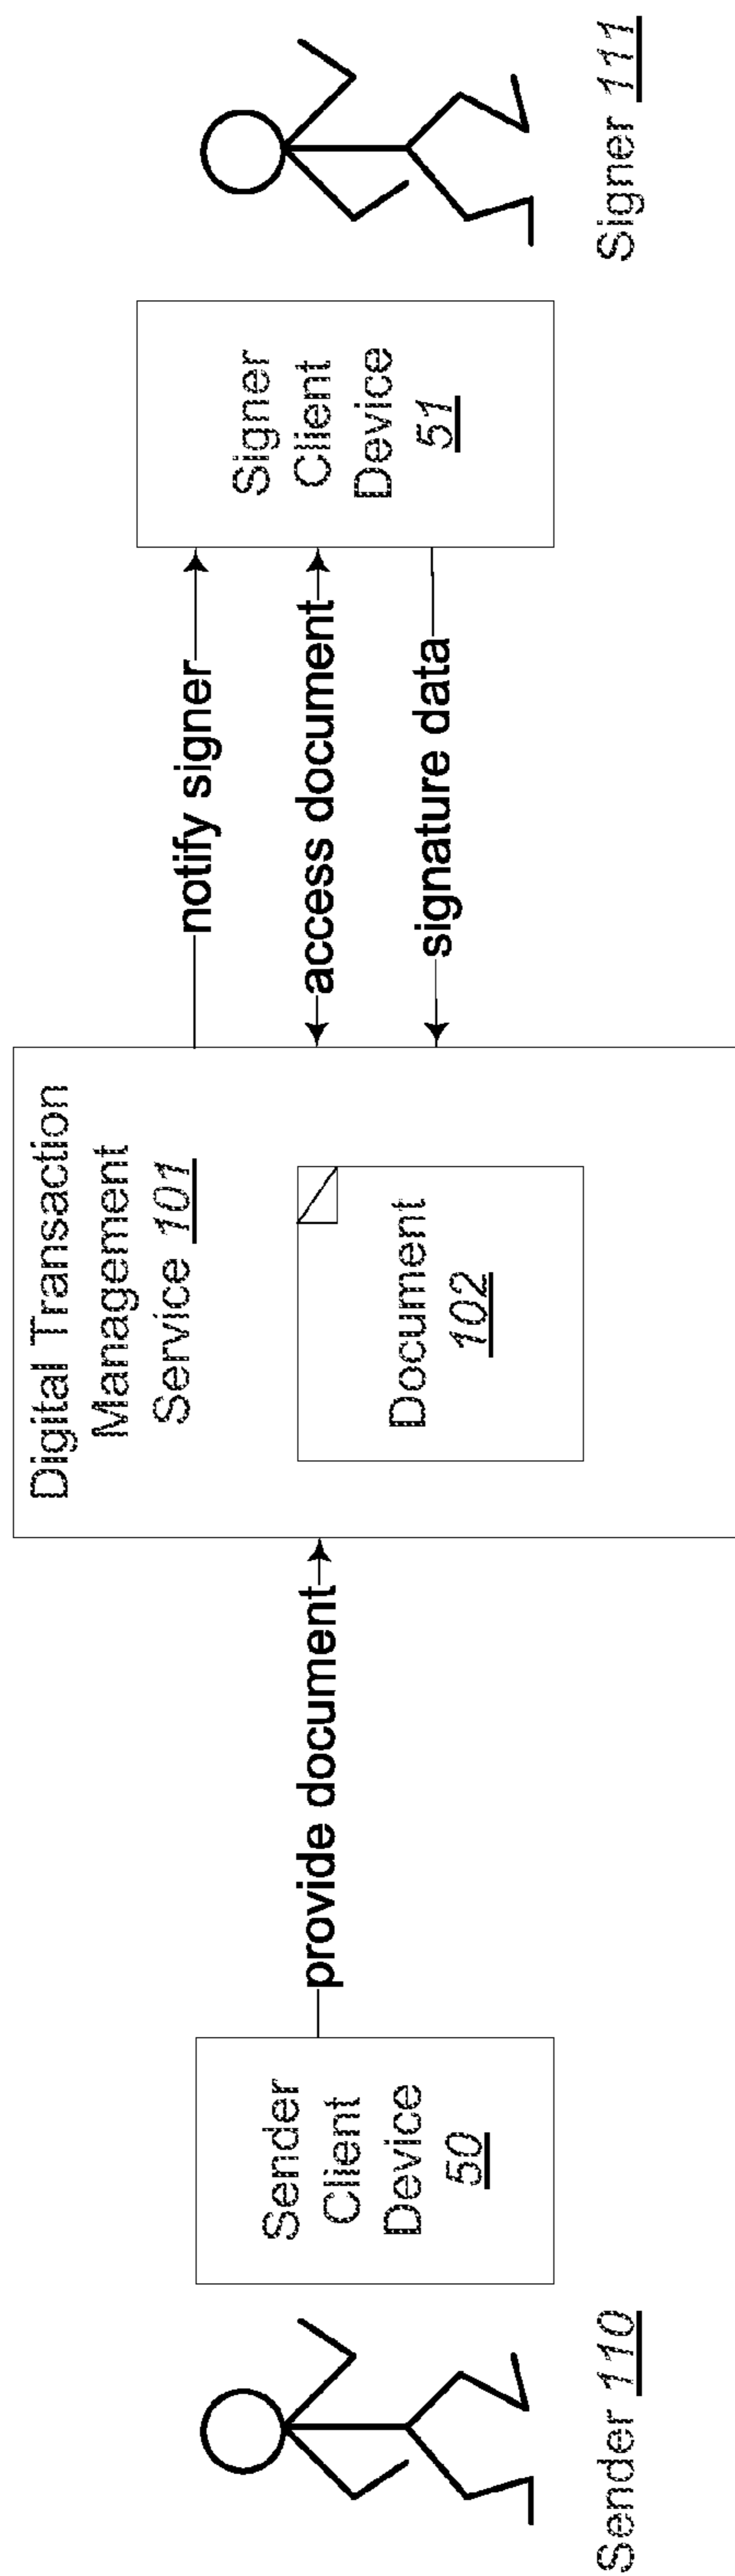 Digital Transaction
Management
Service 101
Document
102
Sender
Client
Device
50
Sender 110
provide document
notify signer
access document
signature data
Signer
Client
Device
51
Signer 111